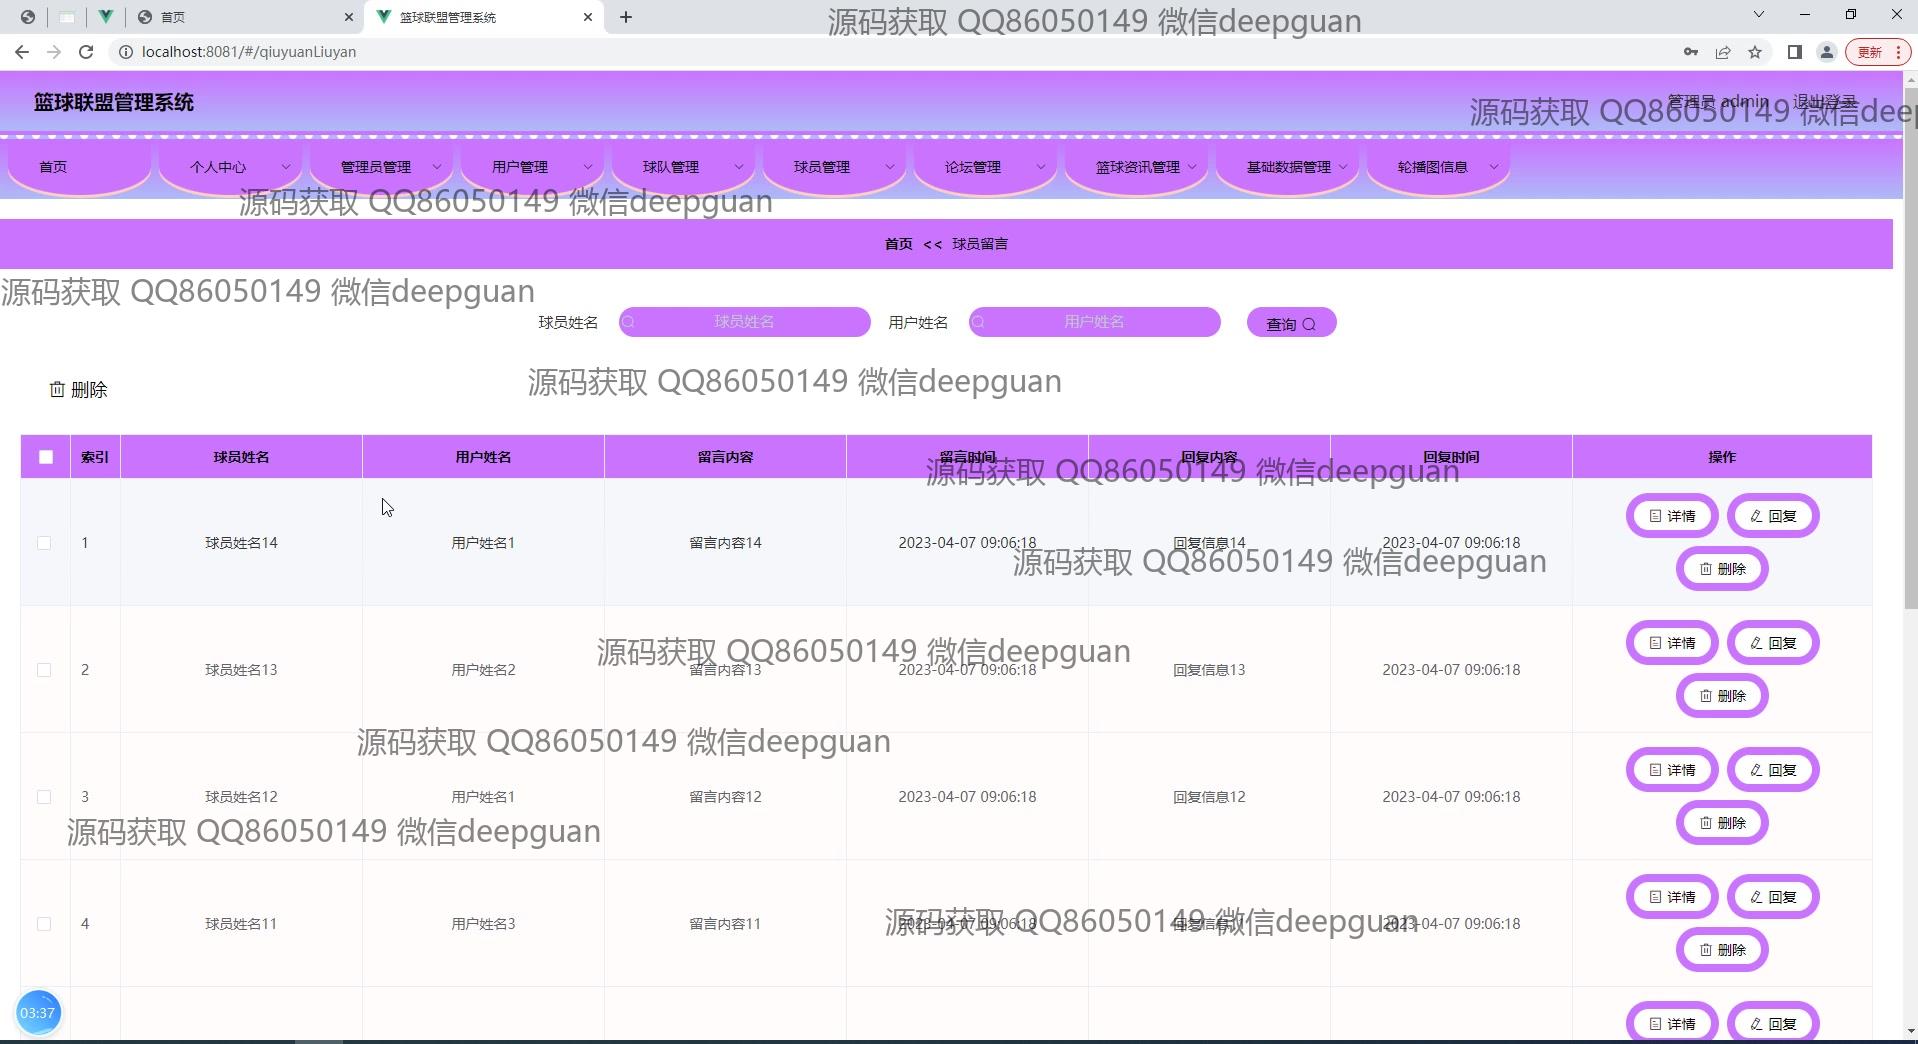 首页
篮球联盟管理系统
源码获取 QQ86050149 微信deepguan
localhost:8081/#/qiuyuanLiuyan
更新
篮球联盟管理系统
管理员 admin
退出登录
源码获取 QQ86050149 微信deep
首页
个人中心
管理员管理
用户管理
球队管理
球员管理
论坛管理
篮球资讯管理
基础数据管理
轮播图信息
源码获取 QQ86050149 微信deepguan
首页 << 球员留言
源码获取 QQ86050149 微信deepguan
球员姓名 球员姓名 用户姓名 用户姓名 查询
源码获取 QQ86050149 微信deepguan
删除
索引 球员姓名 用户姓名 留言内容 留言时间 回复内容 回复时间 操作
源码获取 QQ86050149 微信deepguan
1 球员姓名14 用户姓名1 留言内容14 2023-04-07 09:06:18 回复信息14 2023-04-07 09:06:18 详情 回复
删除
源码获取 QQ86050149 微信deepguan
2 球员姓名13 用户姓名2 留言内容13 2023-04-07 09:06:18 回复信息13 2023-04-07 09:06:18 详情 回复
删除
源码获取 QQ86050149 微信deepguan
源码获取 QQ86050149 微信deepguan
3 球员姓名12 用户姓名1 留言内容12 2023-04-07 09:06:18 回复信息12 2023-04-07 09:06:18 详情 回复
删除
源码获取 QQ86050149 微信deepguan
4 球员姓名11 用户姓名3 留言内容11 2023-04-07 09:06:18 回复信息11 2023-04-07 09:06:18 详情 回复
删除
源码获取 QQ86050149 微信deepguan
详情 回复
03:37